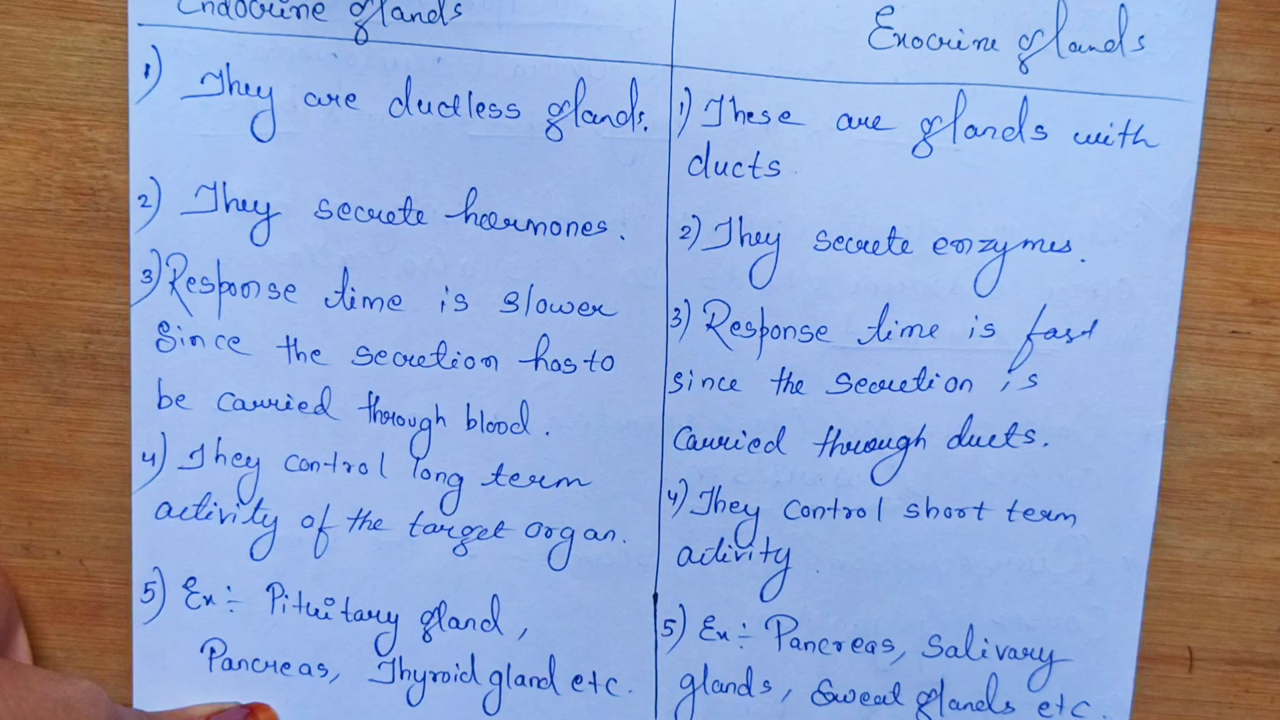 Endocrine glands
1) They are ductless glands.
2) They secrete hormones.
3) Response time is slower
Since the secretion has to
be carried through blood.
4) They control long term
activity of the target organ.
5) Ex:- Pituitary gland,
Pancreas, Thyroid gland etc.
Exocrine glands
1) These are glands with
ducts.
2) They secrete enzymes.
3) Response time is fast
since the secretion is
carried through ducts.
4) They control short term
activity.
5) Ex:- Pancreas, Salivary
glands, Sweat glands etc.